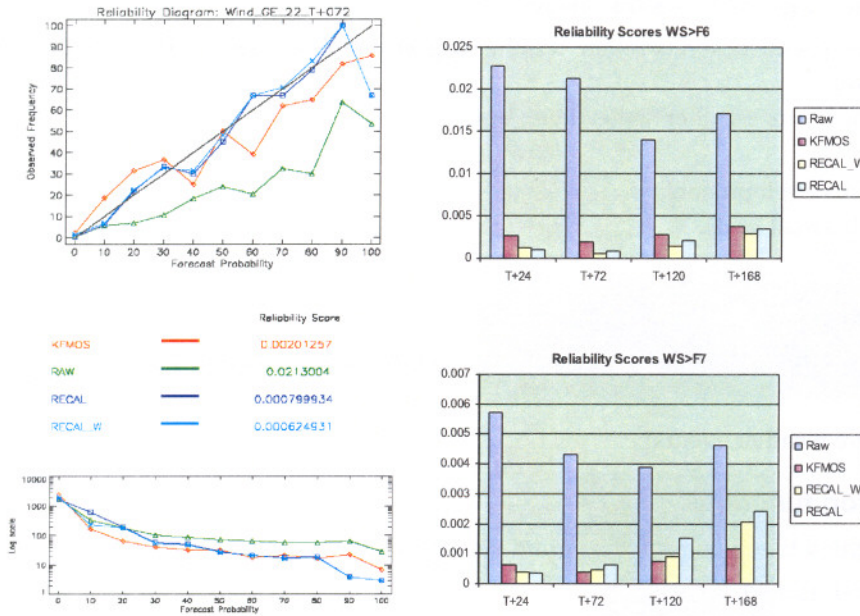 Reliability Diagram: Wind_GE_22_T+072
Observed Frequency
100
90
80
70
60
50
40
30
20
10
0
0 10 20 30 40 50 60 70 80 90 100
Forecast Probability
Reliability Score
KFMOS 0.00201257
RAW 0.0213004
RECAL 0.000799934
RECAL_W 0.000624931
Log score
10000
1000
100
10
1
0 10 20 30 40 50 60 70 80 90 100
Forecast Probability
Reliability Scores WS>F6
0.025
0.02
0.015
0.01
0.005
0
T+24 T+72 T+120 T+168
Raw
KFMOS
RECAL_W
RECAL
Reliability Scores WS>F7
0.007
0.006
0.005
0.004
0.003
0.002
0.001
0
T+24 T+72 T+120 T+168
Raw
KFMOS
RECAL_W
RECAL